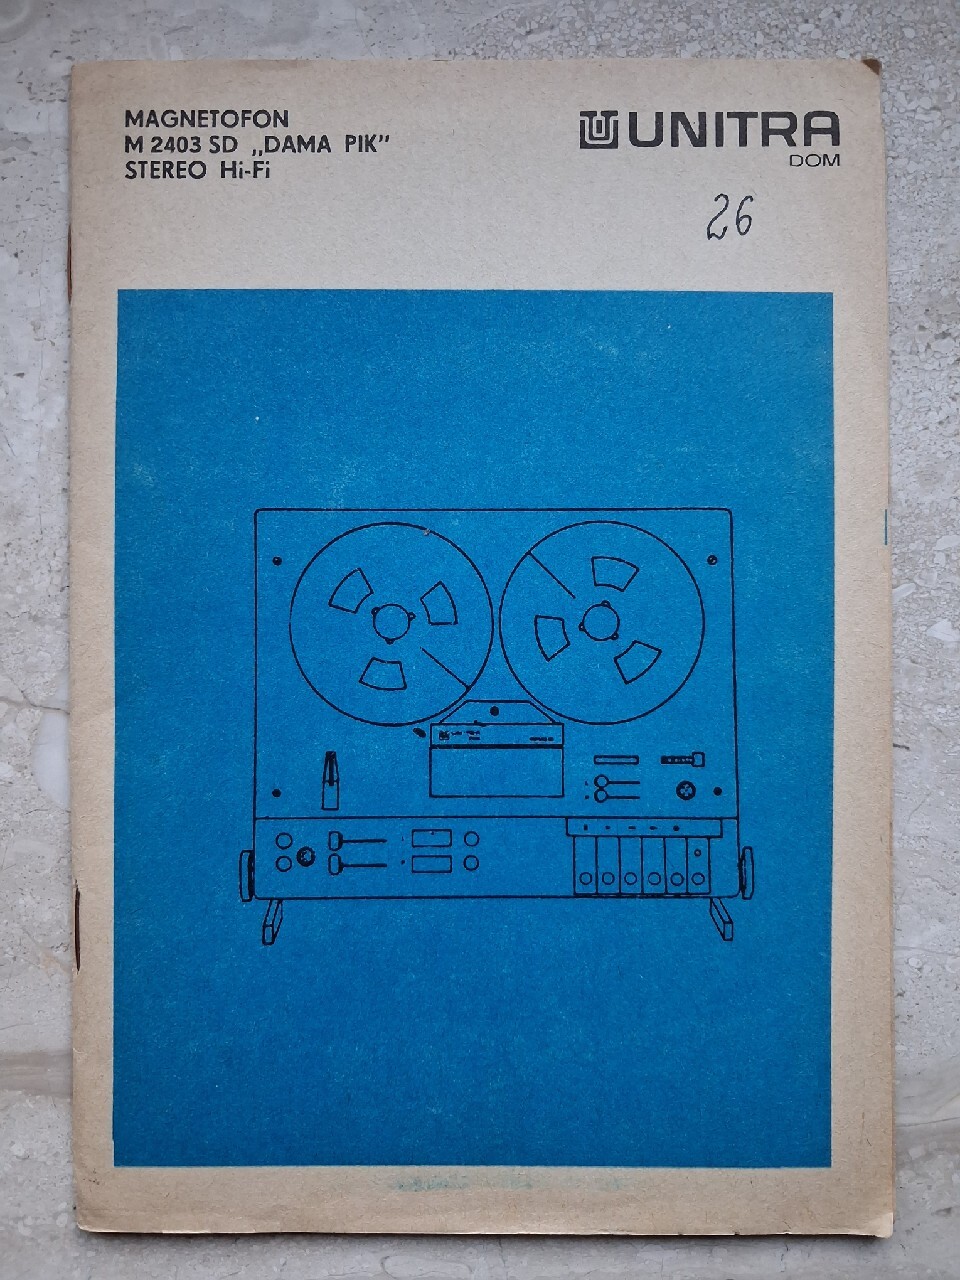 MAGNETOFON
M 2403 SD „DAMA PIK”
STEREO Hi-Fi
UNITRA
DOM
26